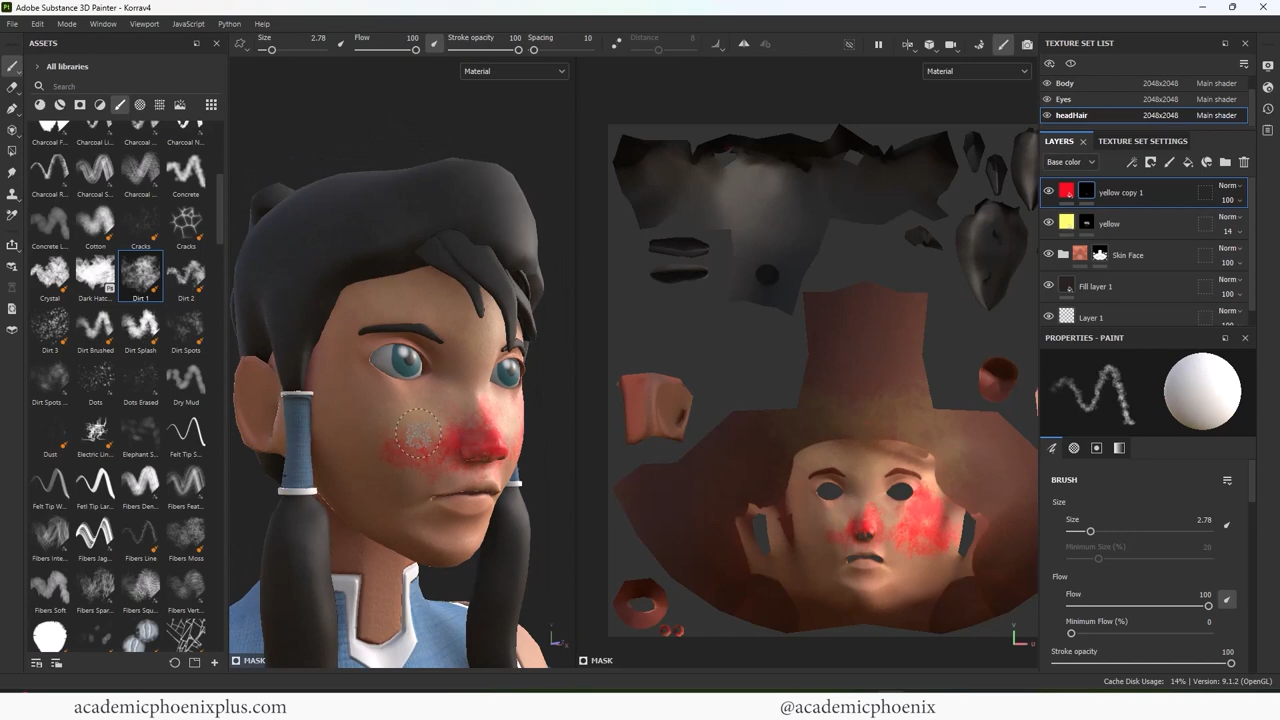 Adobe Substance 3D Painter - Korrav4
File Edit Mode Window Viewport JavaScript Python Help
ASSETS
Size 2.78 Flow 100 Stroke opacity 100 Spacing 10 Distance 8
All libraries
Search
Material
Material
Charcoal F... Charcoal Li... Charcoal ... Charcoal N...
Charcoal R... Charcoal S... Charcoal ... Concrete
Concrete L... Cotton Cracks Cracks
Crystal Dark Hatc... Dirt 1 Dirt 2
Dirt 3 Dirt Brushed Dirt Splash Dirt Spots
Dirt Spots ... Dots Dots Erased Dry Mud
Dust Electric Lin... Elephant S... Felt Tip S...
Felt Tip W... Fetl Tip Lar... Fibers Den... Fibers Feat...
Fibers Inte... Fibers Jag... Fibers Line Fibers Moss
Fibers Soft Fibers Spar... Fibers Squ... Fibers Vert...
MASK
MASK
TEXTURE SET LIST
Body 2048x2048 Main shader
Eyes 2048x2048 Main shader
headHair 2048x2048 Main shader
LAYERS TEXTURE SET SETTINGS
Base color
yellow copy 1 Norm 100
yellow Norm 14
Skin Face Norm 100
Fill layer 1 Norm 100
Layer 1 Norm 100
PROPERTIES - PAINT
BRUSH
Size
Size 2.78
Minimum Size (%) 20
Flow
Flow 100
Minimum Flow (%) 0
Stroke opacity 100
Cache Disk Usage: 14% | Version: 9.1.2 (OpenGL)
academicphoenixplus.com
@academicphoenix